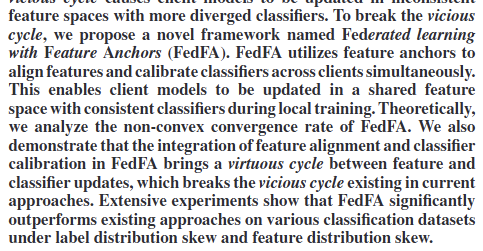 vicious cycle causes client models to be updated in inconsistent
feature spaces with more diverged classifiers. To break the vicious
cycle, we propose a novel framework named Federated learning
with Feature Anchors (FedFA). FedFA utilizes feature anchors to
align features and calibrate classifiers across clients simultaneously.
This enables client models to be updated in a shared feature
space with consistent classifiers during local training. Theoretically,
we analyze the non-convex convergence rate of FedFA. We also
demonstrate that the integration of feature alignment and classifier
calibration in FedFA brings a virtuous cycle between feature and
classifier updates, which breaks the vicious cycle existing in current
approaches. Extensive experiments show that FedFA significantly
outperforms existing approaches on various classification datasets
under label distribution skew and feature distribution skew.